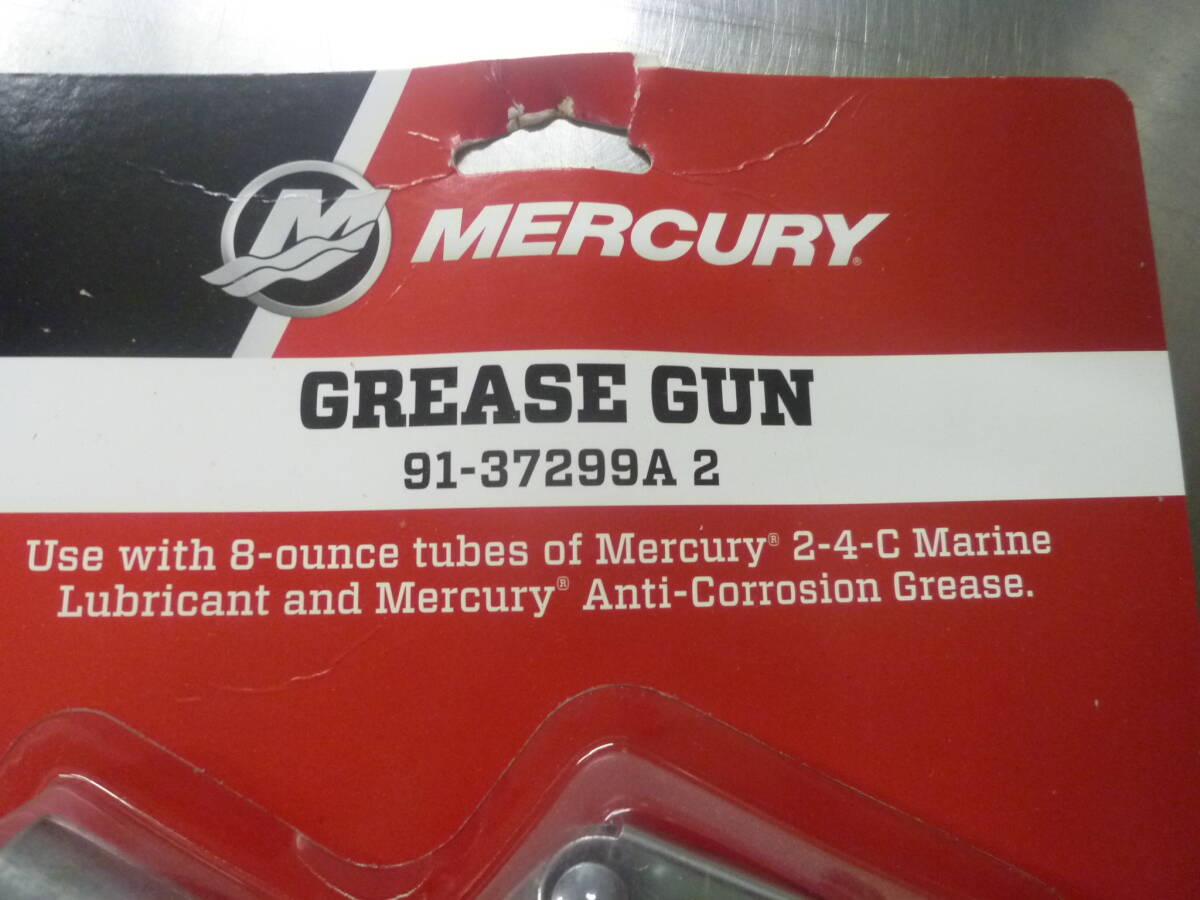 M MERCURY®
GREASE GUN
91-37299A 2
Use with 8-ounce tubes of Mercury® 2-4-C Marine
Lubricant and Mercury® Anti-Corrosion Grease.